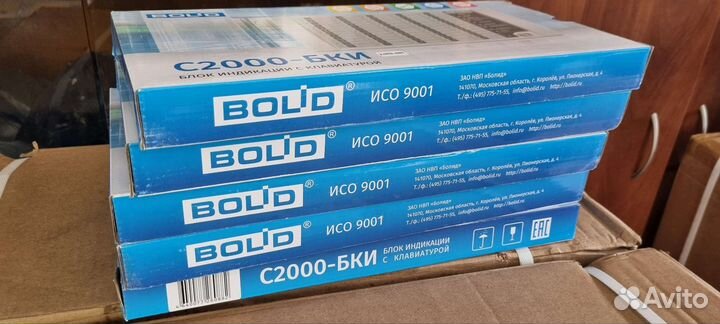 С2000-БКИ
БЛОК ИНДИКАЦИИ С КЛАВИАТУРОЙ
BOLID® ИСО 9001
ЗАО НВП «Болид»
141070, Московская область, г. Королёв, ул. Пионерская, д. 4
Т./ф.: (495) 775-71-55, info@bolid.ru http://bolid.ru
BOLID® ИСО 9001
ЗАО НВП «Болид»
141070, Московская область, г. Королёв, ул. Пионерская, д. 4
Т./ф.: (495) 775-71-55, info@bolid.ru http://bolid.ru
BOLID® ИСО 9001
ЗАО НВП «Болид»
141070, Московская область, г. Королёв, ул. Пионерская, д. 4
Т./ф.: (495) 775-71-55, info@bolid.ru http://bolid.ru
BOLID® ИСО 9001
ЗАО НВП «Болид»
141070, Московская область, г. Королёв, ул. Пионерская, д. 4
Т./ф.: (495) 775-71-55, info@bolid.ru http://bolid.ru
С2000-БКИ
БЛОК ИНДИКАЦИИ
С КЛАВИАТУРОЙ
EAC
Avito